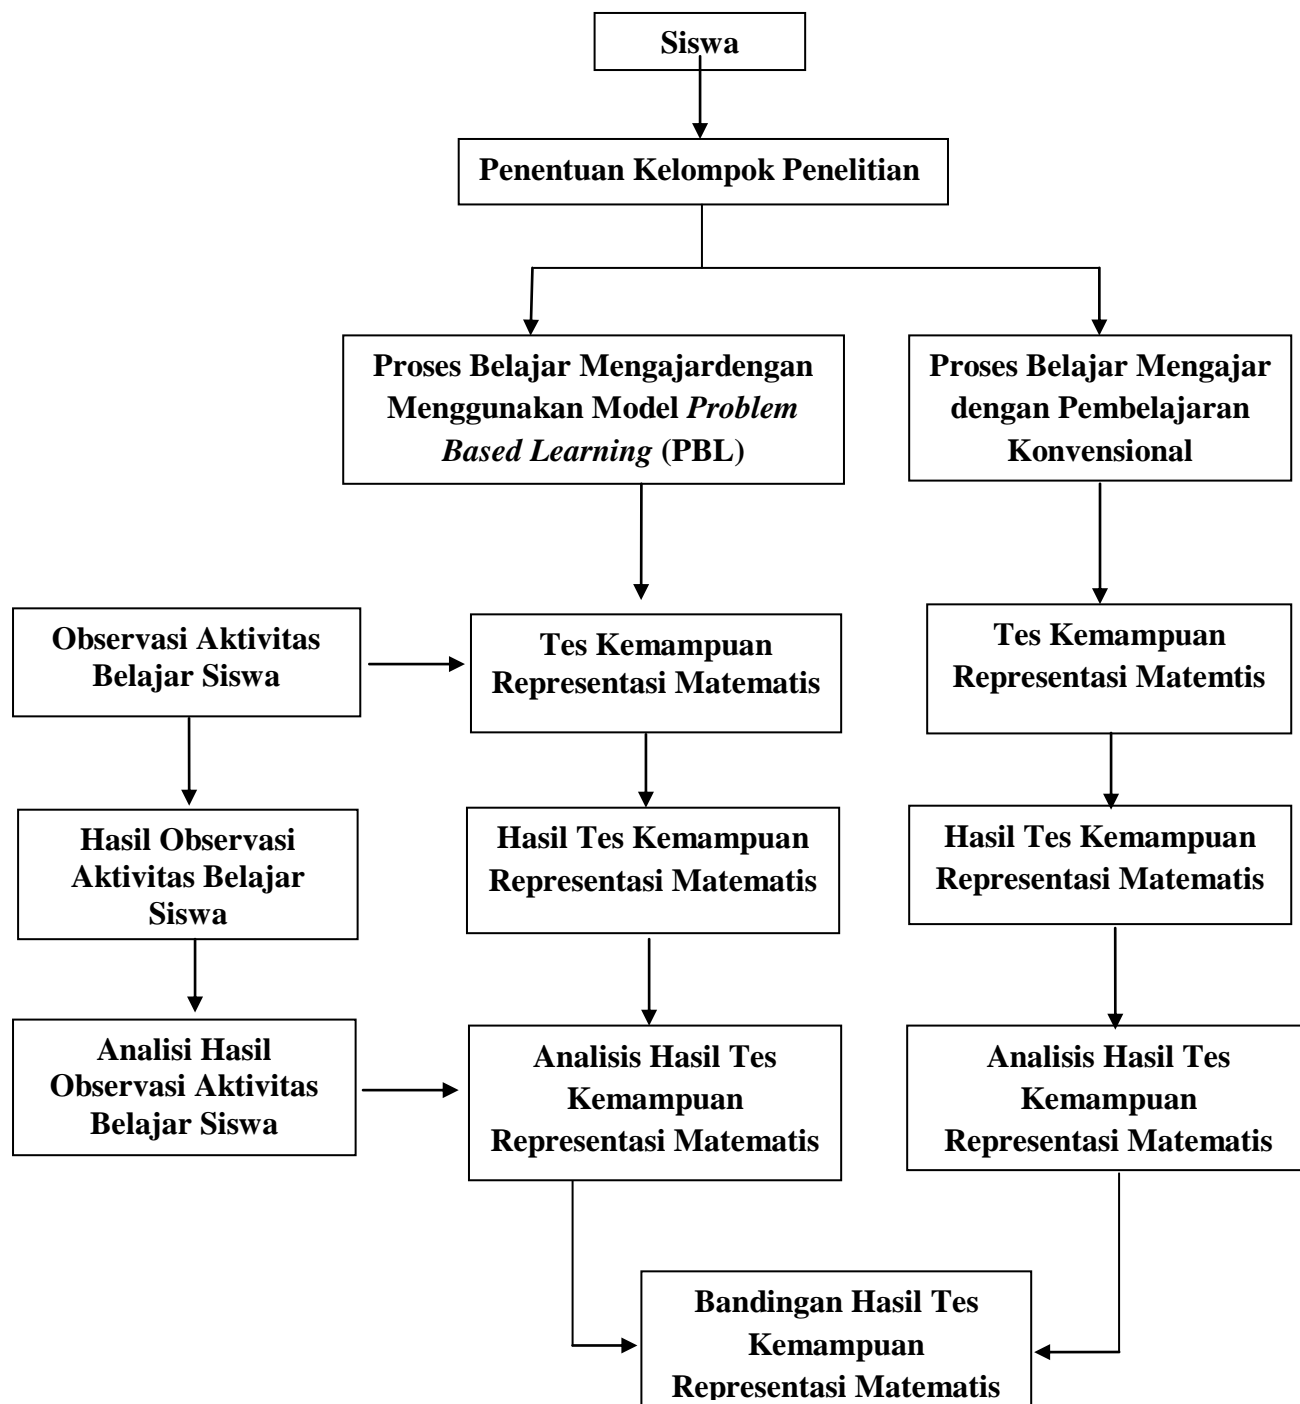 Siswa
Penentuan Kelompok Penelitian
Proses Belajar Mengajardengan
Menggunakan Model Problem
Based Learning (PBL)
Proses Belajar Mengajar
dengan Pembelajaran
Konvensional
Observasi Aktivitas
Belajar Siswa
Tes Kemampuan
Representasi Matematis
Tes Kemampuan
Representasi Matemtis
Hasil Observasi
Aktivitas Belajar
Siswa
Hasil Tes Kemampuan
Representasi Matematis
Hasil Tes Kemampuan
Representasi Matematis
Analisi Hasil
Observasi Aktivitas
Belajar Siswa
Analisis Hasil Tes
Kemampuan
Representasi Matematis
Analisis Hasil Tes
Kemampuan
Representasi Matematis
Bandingan Hasil Tes
Kemampuan
Representasi Matematis